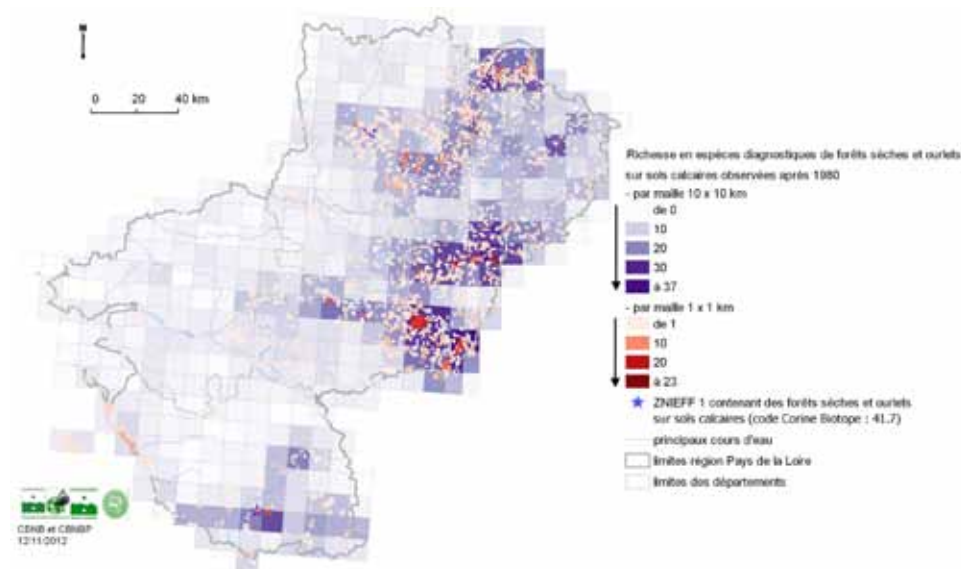 N
0 20 40 km
Richesse en espèces diagnostiques de forêts sèches et ourlets
sur sols calcaires observées après 1980
- par maille 10 x 10 km
de 0
10
20
30
à 37
- par maille 1 x 1 km
de 1
10
20
à 23
ZNIEFF 1 contenant des forêts sèches et ourlets
sur sols calcaires (code Corine Biotope : 41.7)
principaux cours d'eau
limites région Pays de la Loire
limites des départements
CBNB et CBNBP
12/11/2012